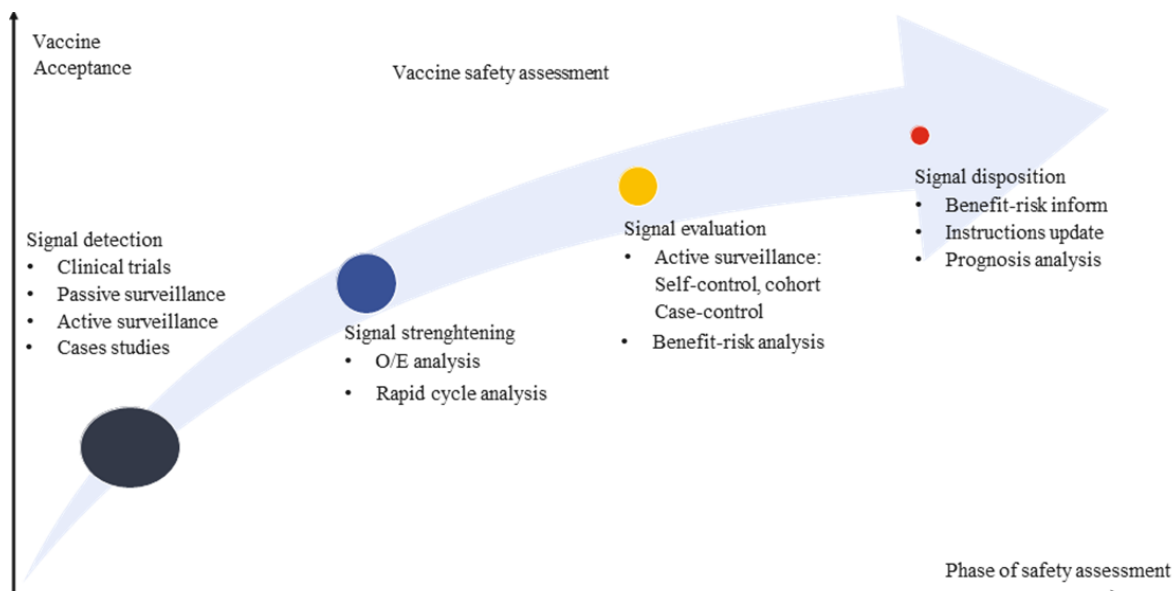 Vaccine
Acceptance
Vaccine safety assessment
Signal detection
• Clinical trials
• Passive surveillance
• Active surveillance
• Cases studies
Signal strenghtening
• O/E analysis
• Rapid cycle analysis
Signal evaluation
• Active surveillance:
Self-control, cohort
Case-control
• Benefit-risk analysis
Signal disposition
• Benefit-risk inform
• Instructions update
• Prognosis analysis
Phase of safety assessment